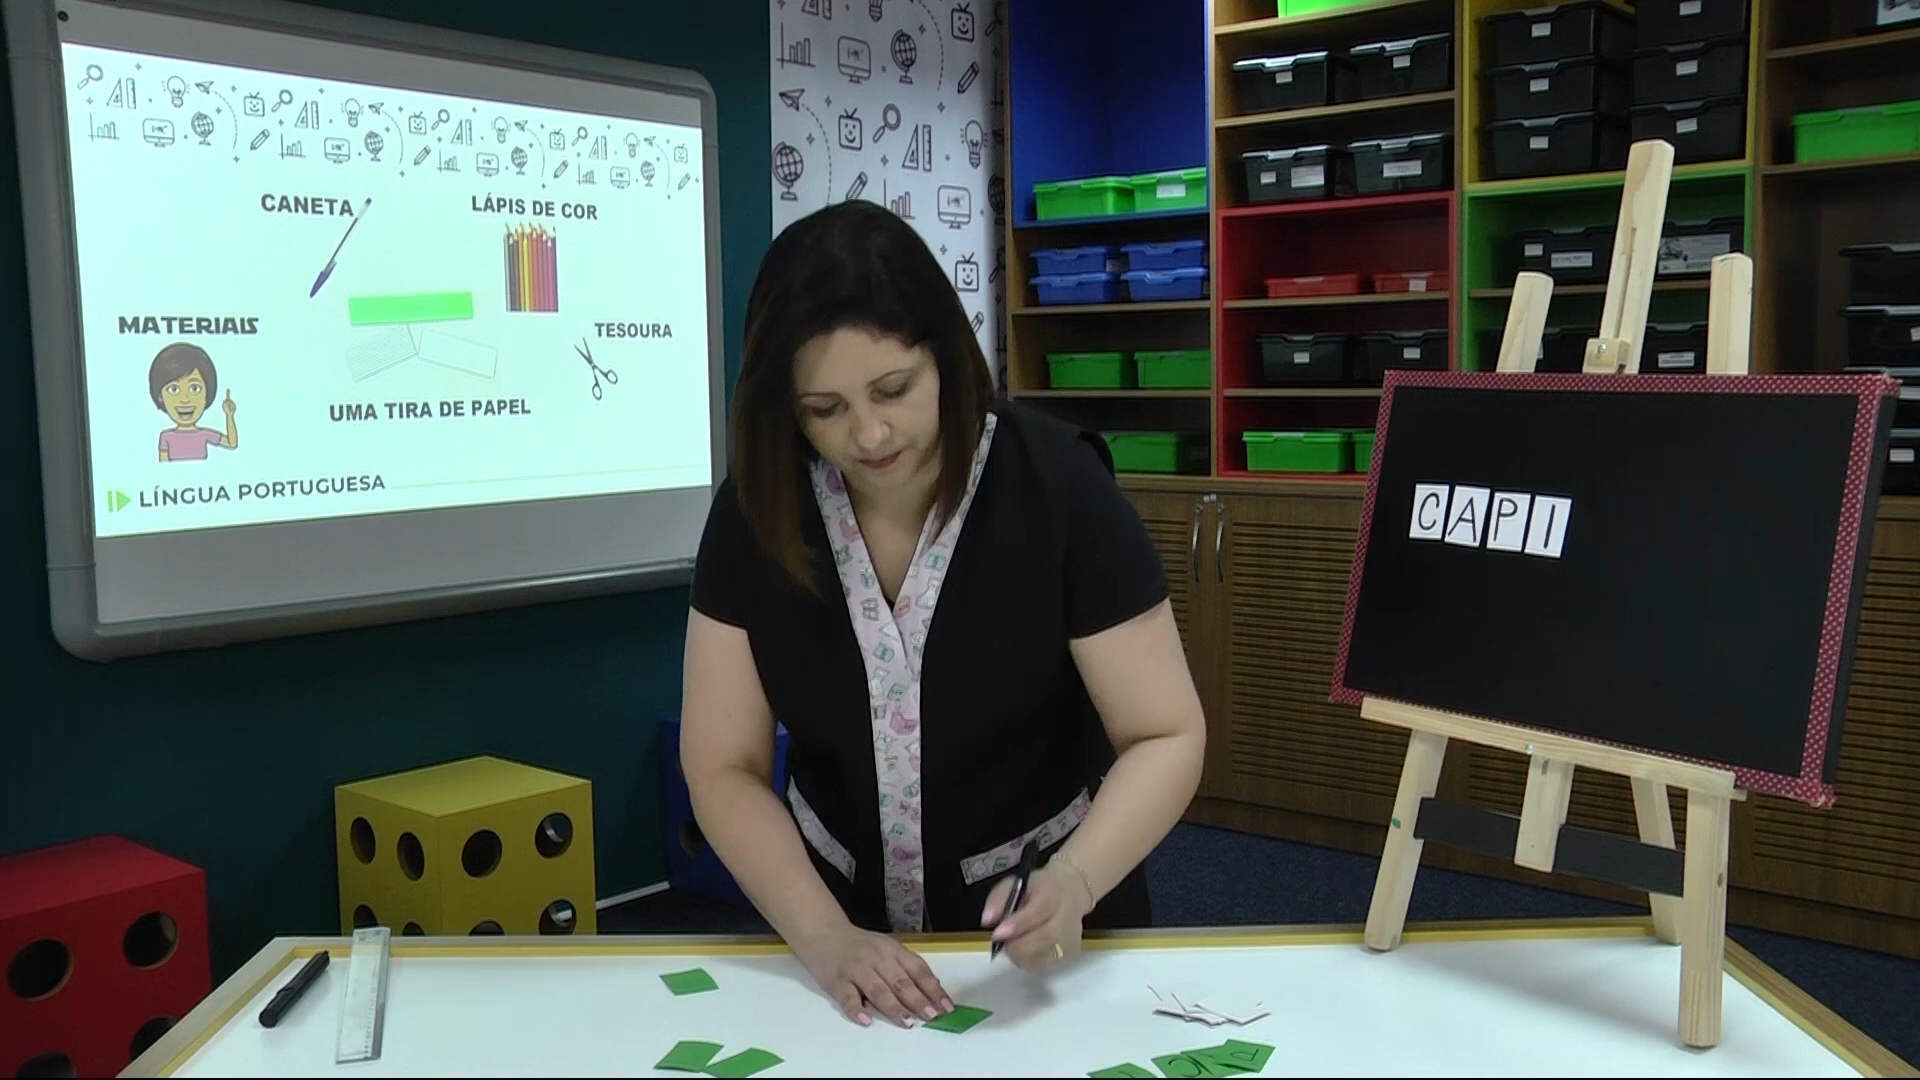 CANETA
LÁPIS DE COR
MATERIAIS
TESOURA
UMA TIRA DE PAPEL
LÍNGUA PORTUGUESA
CAPI